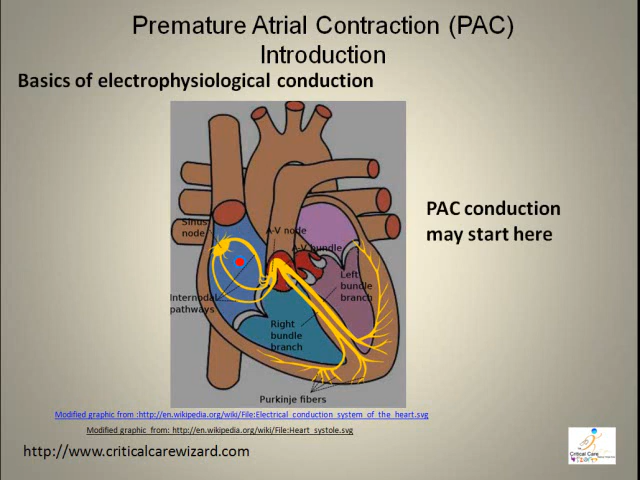 Premature Atrial Contraction (PAC)
Introduction
Basics of electrophysiological conduction
Sinus
node
A-V node
A-V bundle
PAC conduction
may start here
Left
bundle
branch
Internodal
pathways
Right
bundle
branch
Purkinje fibers
Modified graphic from :http://en.wikipedia.org/wiki/File:Electrical_conduction_system_of_the_heart.svg
Modified graphic from: http://en.wikipedia.org/wiki/File:Heart_systole.svg
http://www.criticalcarewizard.com
Critical Care